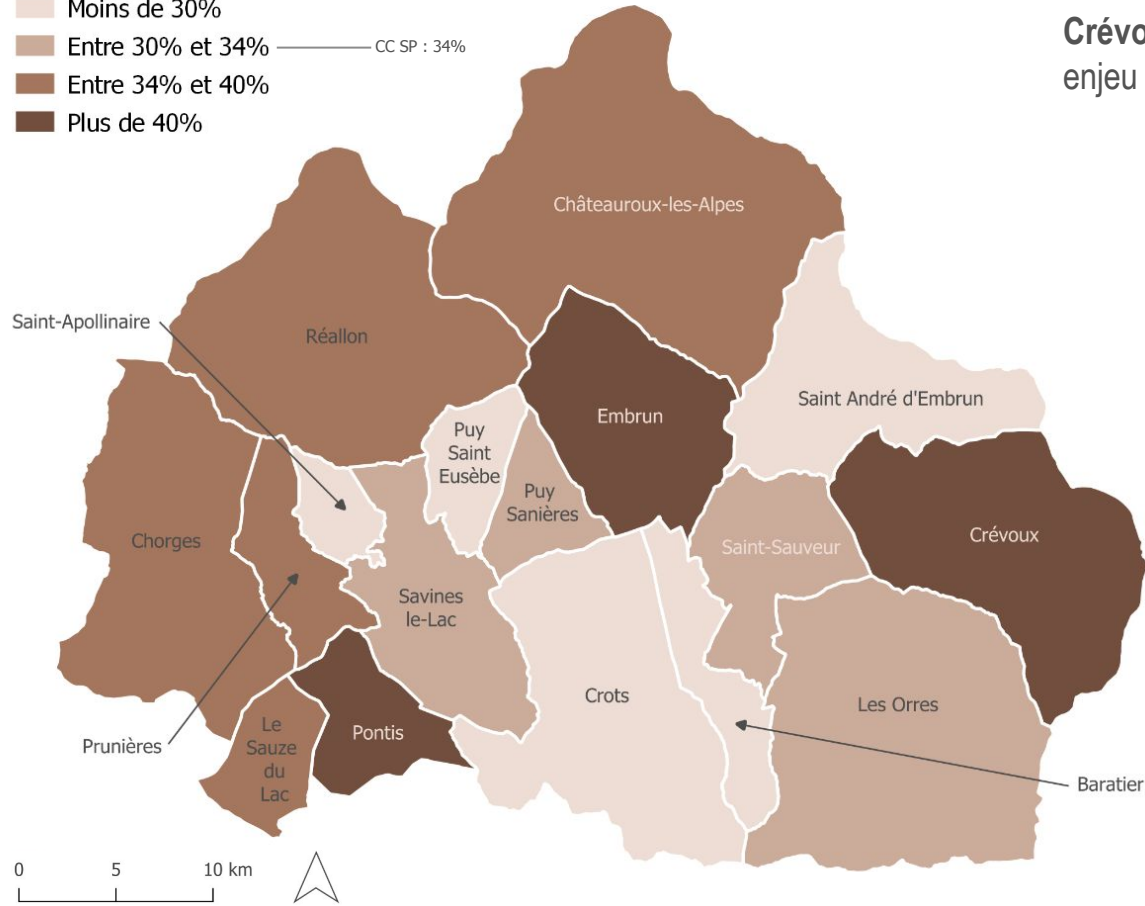 Moins de 30%
Entre 30% et 34%
CC SP : 34%
Entre 34% et 40%
Plus de 40%
Crévo
enjeu
Châteauroux-les-Alpes
Saint-Apollinaire
Réallon
Saint André d'Embrun
Embrun
Puy
Saint
Eusèbe
Puy
Sanières
Chorges
Crévoux
Saint-Sauveur
Savines
le-Lac
Crots
Les Orres
Le
Sauze
du
Lac
Pontis
Prunières
Baratier
0 5 10 km